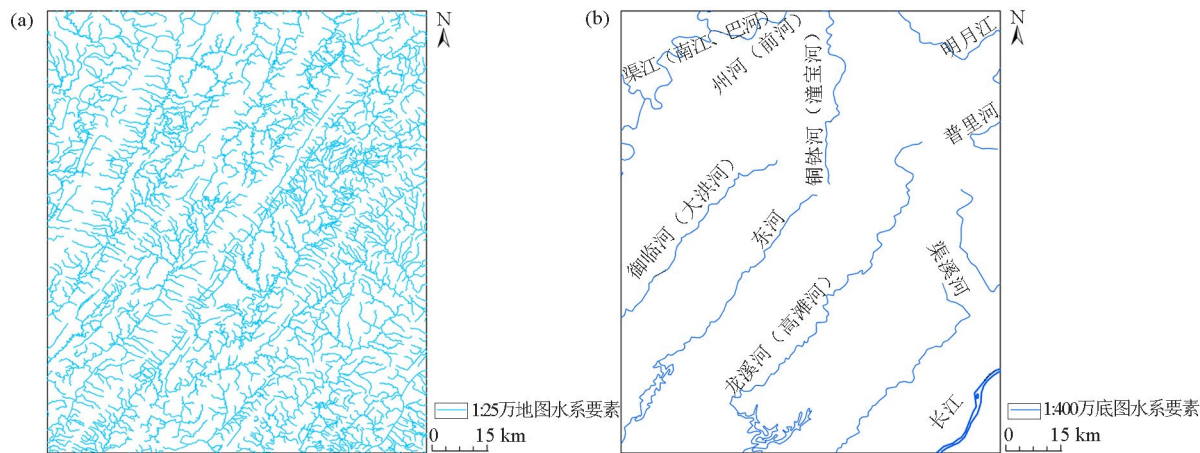 (a)
N
1:25万地图水系要素
0 15 km
(b)
N
渠江（南江、巴河）
州河（前河）
铜钵河（潼宝河）
明月江
普里河
御临河（大洪河）
东河
渠溪河
龙溪河（高滩河）
长江
1:400万底图水系要素
0 15 km